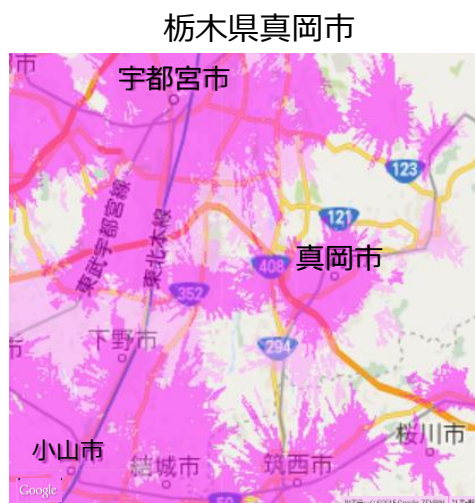 栃木県真岡市
宇都宮市
123
東武宇都宮線
東北本線
121
408
真岡市
352
下野市
294
市
小山市
結城市
筑西市
桜川市
Google
50